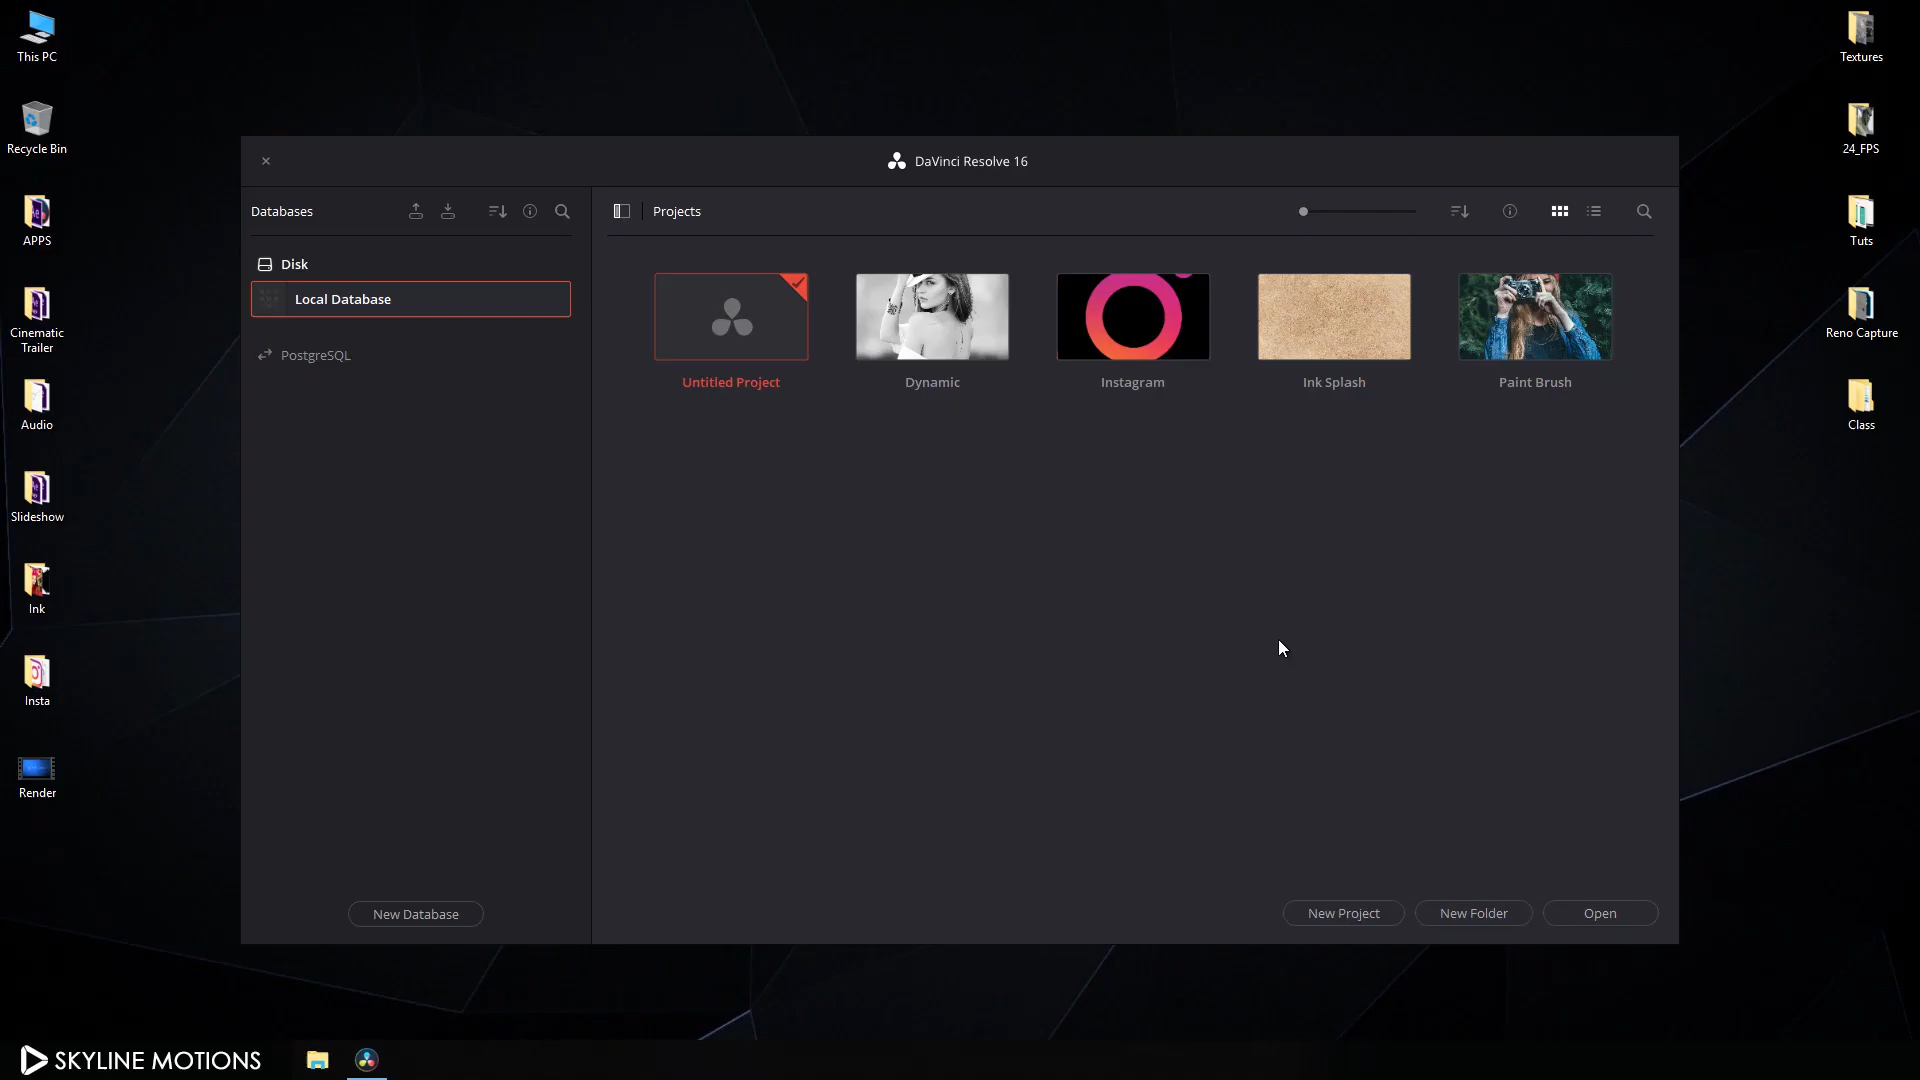 This PC
Recycle Bin
APPS
Cinematic
Trailer
Audio
Slideshow
Ink
Insta
Render
DaVinci Resolve 16
Databases
Disk
Local Database
PostgreSQL
New Database
Projects
Untitled Project
Dynamic
Instagram
Ink Splash
Paint Brush
New Project
New Folder
Open
Textures
24_FPS
Tuts
Reno Capture
Class
SKYLINE MOTIONS